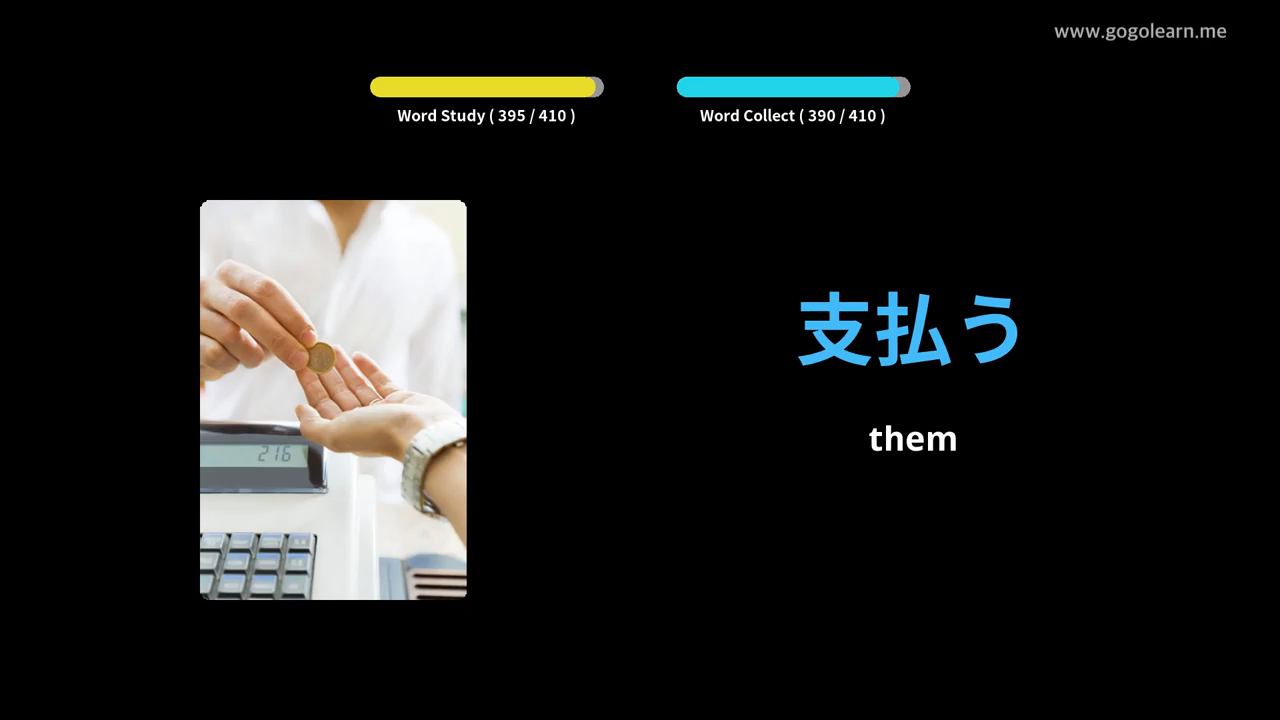 www.gogolearn.me
Word Study ( 395 / 410 )
Word Collect ( 390 / 410 )
216
支払う
them